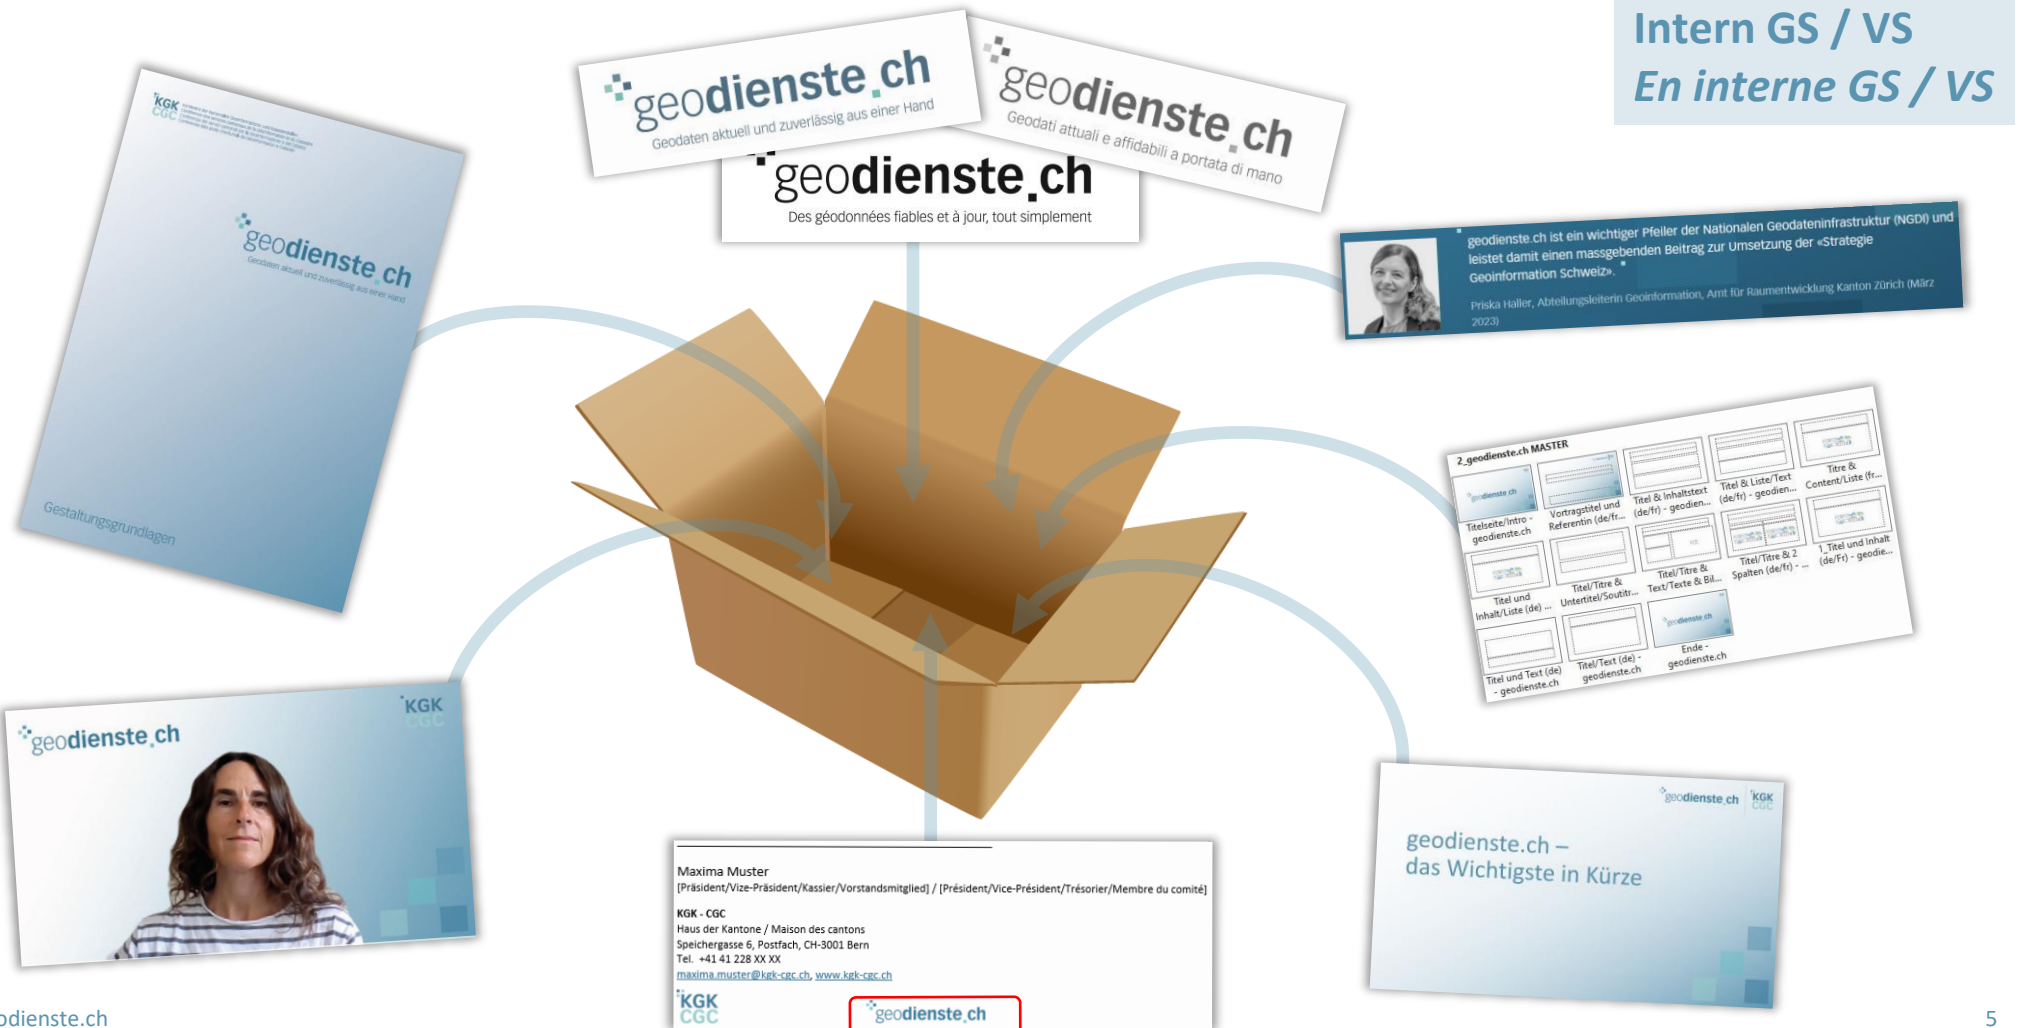 Intern GS / VS
En interne GS / VS
KGK
CGC
geodienste.ch
Geodaten aktuell und zuverlässig aus einer Hand
Gestaltungsgrundlagen
geodienste.ch
Geodaten aktuell und zuverlässig aus einer Hand
geodienste.ch
Geodati attuali e affidabili a portata di mano
geodienste.ch
Des géodonnées fiables et à jour, tout simplement
geodienste.ch ist ein wichtiger Pfeiler der Nationalen Geodateninfrastruktur (NGDI) und
leistet damit einen massgebenden Beitrag zur Umsetzung der «Strategie
Geoinformation Schweiz».
Priska Haller, Abteilungsleiterin Geoinformation, Amt für Raumentwicklung Kanton Zürich (März
2023)
2_geodienste.ch MASTER
geodienste.ch
Titelseite/Intro -
geodienste.ch
Vortragstitel und
Referentin (de/fr...
Titel & Inhaltstext
(de/fr) - geodien...
Titel & Liste/Text
(de/fr) - geodien...
Titre &
Content/Liste (fr...
Titel und
Inhalt/Liste (de) ...
Titel/Titre &
Untertitel/Soutitr...
Titel/Titre &
Text/Texte & Bil...
Titel/Titre & 2
Spalten (de/fr) - ...
1_Titel und Inhalt
(de/Fr) - geodie...
Titel und Text (de)
- geodienste.ch
Titel/Text (de) -
geodienste.ch
geodienste.ch
Ende -
geodienste.ch
geodienste.ch
KGK
CGC
Maxima Muster
[Präsident/Vize-Präsident/Kassier/Vorstandsmitglied] / [Président/Vice-Président/Trésorier/Membre du comité]
KGK - CGC
Haus der Kantone / Maison des cantons
Speichergasse 6, Postfach, CH-3001 Bern
Tel. +41 41 228 XX XX
maxima.muster@kgk-cgc.ch, www.kgk-cgc.ch
KGK
CGC
geodienste.ch
geodienste.ch
KGK
CGC
geodienste.ch –
das Wichtigste in Kürze
odienste.ch
5